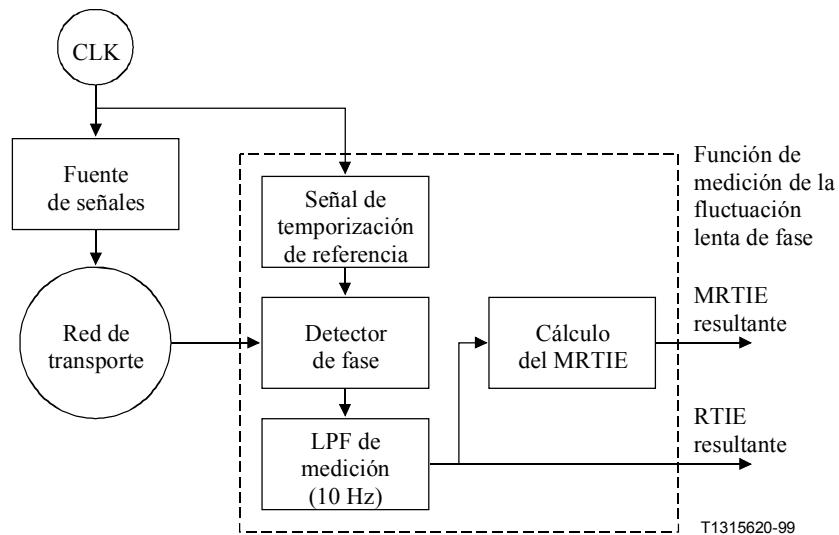 CLK
Fuente
de señales
Red de
transporte
Señal de
temporización
de referencia
Detector
de fase
LPF de
medición
(10 Hz)
Cálculo
del MRTIE
Función de
medición de la
fluctuación
lenta de fase
MRTIE
resultante
RTIE
resultante
T1315620-99